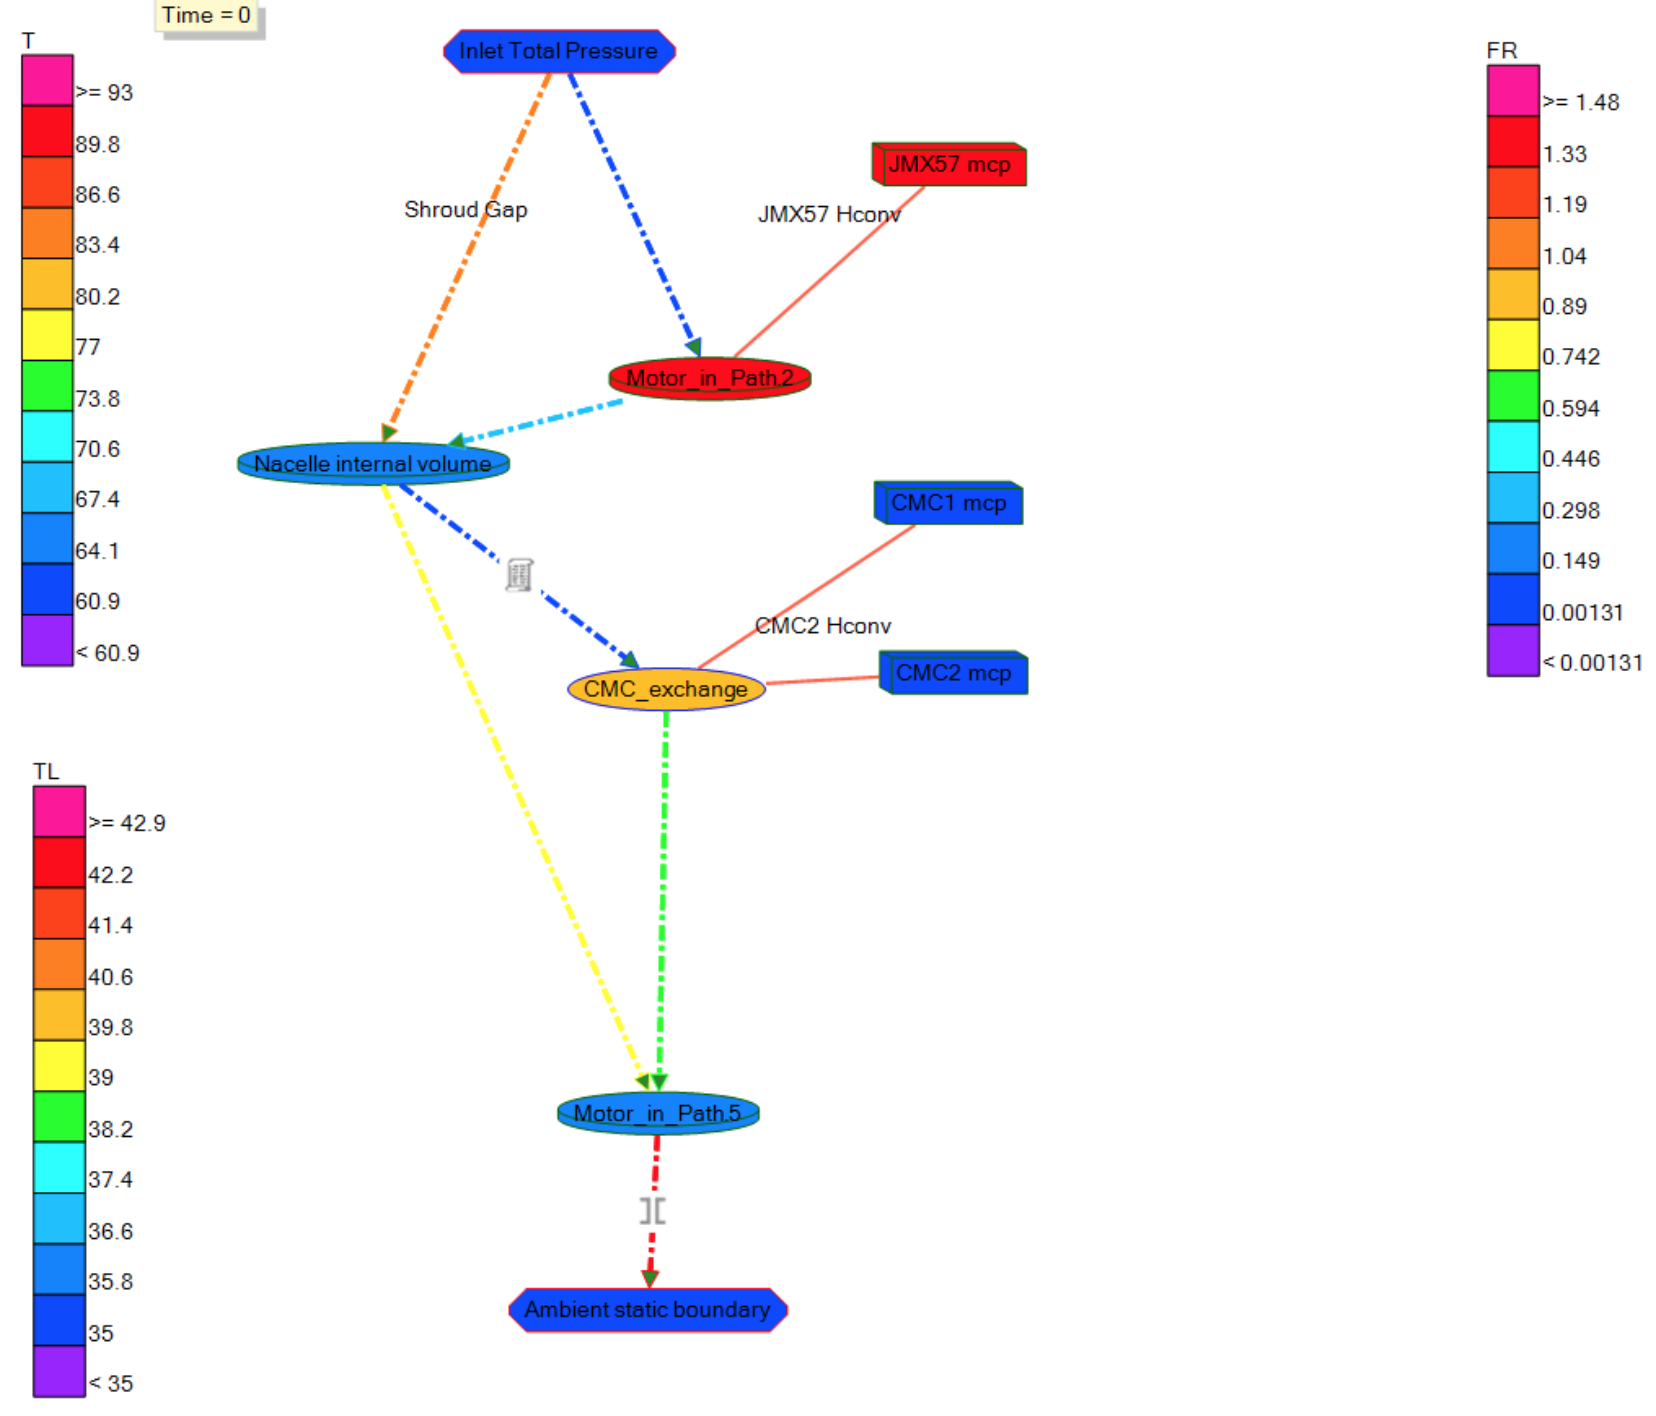 Time = 0
T
>= 93
89.8
86.6
83.4
80.2
77
73.8
70.6
67.4
64.1
60.9
< 60.9
Inlet Total Pressure
Shroud Gap
JMX57 mcp
JMX57 Hconv
Motor_in_Path.2
Nacelle internal volume
CMC1 mcp
CMC2 Hconv
CMC2 mcp
CMC_exchange
Motor_in_Path.5
Ambient static boundary
FR
>= 1.48
1.33
1.19
1.04
0.89
0.742
0.594
0.446
0.298
0.149
0.00131
< 0.00131
TL
>= 42.9
42.2
41.4
40.6
39.8
39
38.2
37.4
36.6
35.8
35
< 35